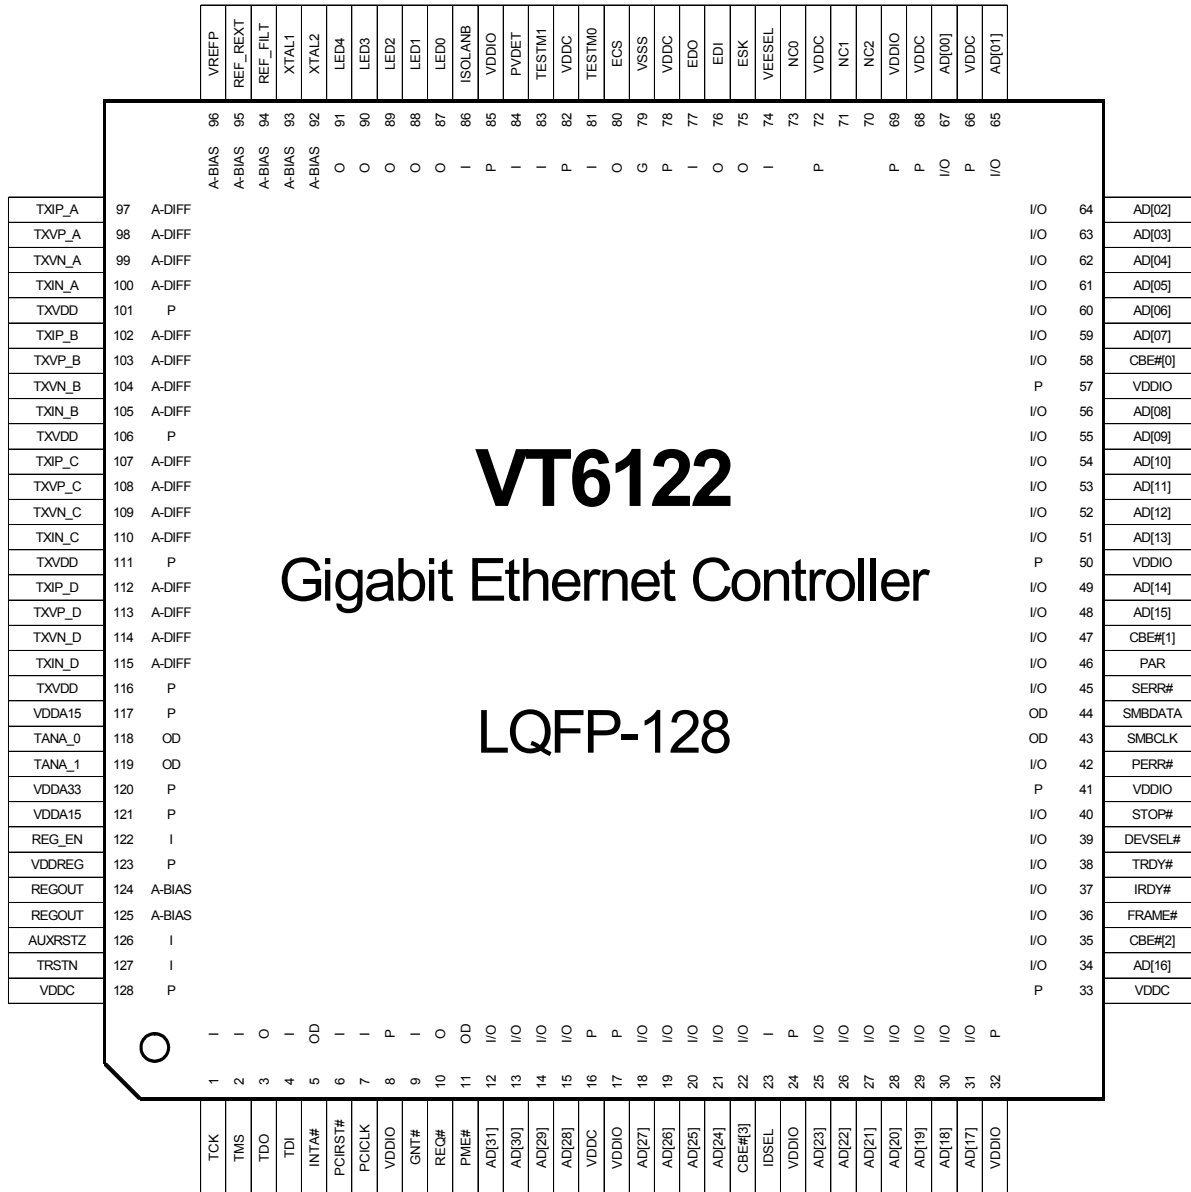 VREFP REF_REXT REF_FILT XTAL1 XTAL2 LED4 LED3 LED2 LED1 LED0 ISOLANB VDDIO PVDET TESTM1 VDDC TESTM0 ECS VSSS VDDC EDO EDI ESK VEESEL NC0 VDDC NC1 NC2 VDDIO VDDC AD[00] VDDC AD[01]
96 95 94 93 92 91 90 89 88 87 86 85 84 83 82 81 80 79 78 77 76 75 74 73 72 71 70 69 68 67 66 65
A-BIAS A-BIAS A-BIAS A-BIAS A-BIAS O O O O O I P I I P I O G P I O O I P P P I/O P I/O
TXIP_A 97 A-DIFF I/O 64 AD[02]
TXVP_A 98 A-DIFF I/O 63 AD[03]
TXVN_A 99 A-DIFF I/O 62 AD[04]
TXIN_A 100 A-DIFF I/O 61 AD[05]
TXVDD 101 P I/O 60 AD[06]
TXIP_B 102 A-DIFF I/O 59 AD[07]
TXVP_B 103 A-DIFF I/O 58 CBE#[0]
TXVN_B 104 A-DIFF P 57 VDDIO
TXIN_B 105 A-DIFF I/O 56 AD[08]
TXVDD 106 P I/O 55 AD[09]
TXIP_C 107 A-DIFF I/O 54 AD[10]
TXVP_C 108 A-DIFF I/O 53 AD[11]
TXVN_C 109 A-DIFF I/O 52 AD[12]
TXIN_C 110 A-DIFF I/O 51 AD[13]
TXVDD 111 P P 50 VDDIO
TXIP_D 112 A-DIFF I/O 49 AD[14]
TXVP_D 113 A-DIFF I/O 48 AD[15]
TXVN_D 114 A-DIFF I/O 47 CBE#[1]
TXIN_D 115 A-DIFF I/O 46 PAR
TXVDD 116 P I/O 45 SERR#
VDDA15 117 P OD 44 SMBDATA
TANA_0 118 OD OD 43 SMBCLK
TANA_1 119 OD I/O 42 PERR#
VDDA33 120 P P 41 VDDIO
VDDA15 121 P I/O 40 STOP#
REG_EN 122 I I/O 39 DEVSEL#
VDDREG 123 P I/O 38 TRDY#
REGOUT 124 A-BIAS I/O 37 IRDY#
REGOUT 125 A-BIAS I/O 36 FRAME#
AUXRSTZ 126 I I/O 35 CBE#[2]
TRSTN 127 I I/O 34 AD[16]
VDDC 128 P P 33 VDDC
VT6122
Gigabit Ethernet Controller
LQFP-128
I I O I OD I I P I O OD I/O I/O I/O I/O P P I/O I/O I/O I/O I/O I P I/O I/O I/O I/O I/O I/O I/O P
1 2 3 4 5 6 7 8 9 10 11 12 13 14 15 16 17 18 19 20 21 22 23 24 25 26 27 28 29 30 31 32
TCK TMS TDO TDI INTA# PCIRST# PCICLK VDDIO GNT# REQ# PME# AD[31] AD[30] AD[29] AD[28] VDDC VDDIO AD[27] AD[26] AD[25] AD[24] CBE#[3] IDSEL VDDIO AD[23] AD[22] AD[21] AD[20] AD[19] AD[18] AD[17] VDDIO